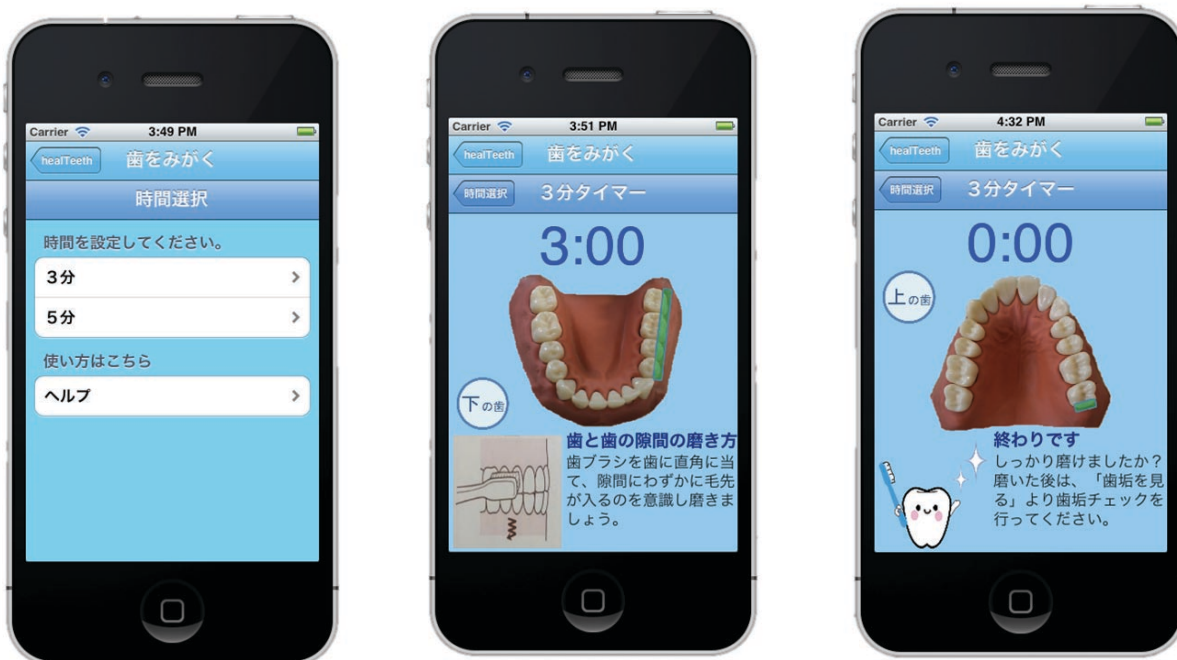 Carrier 3:49 PM
healTeeth 歯をみがく
時間選択
時間を設定してください。
3分
5分
使い方はこちら
ヘルプ
Carrier 3:51 PM
healTeeth 歯をみがく
時間選択 3分タイマー
3:00
下の歯
歯と歯の隙間の磨き方
歯ブラシを歯に直角に当
て、隙間にわずかに毛先
が入るのを意識し磨きま
しょう。
Carrier 4:32 PM
healTeeth 歯をみがく
時間選択 3分タイマー
0:00
上の歯
終わりです
しっかり磨けましたか？
磨いた後は、「歯垢を見
る」より歯垢チェックを
行ってください。